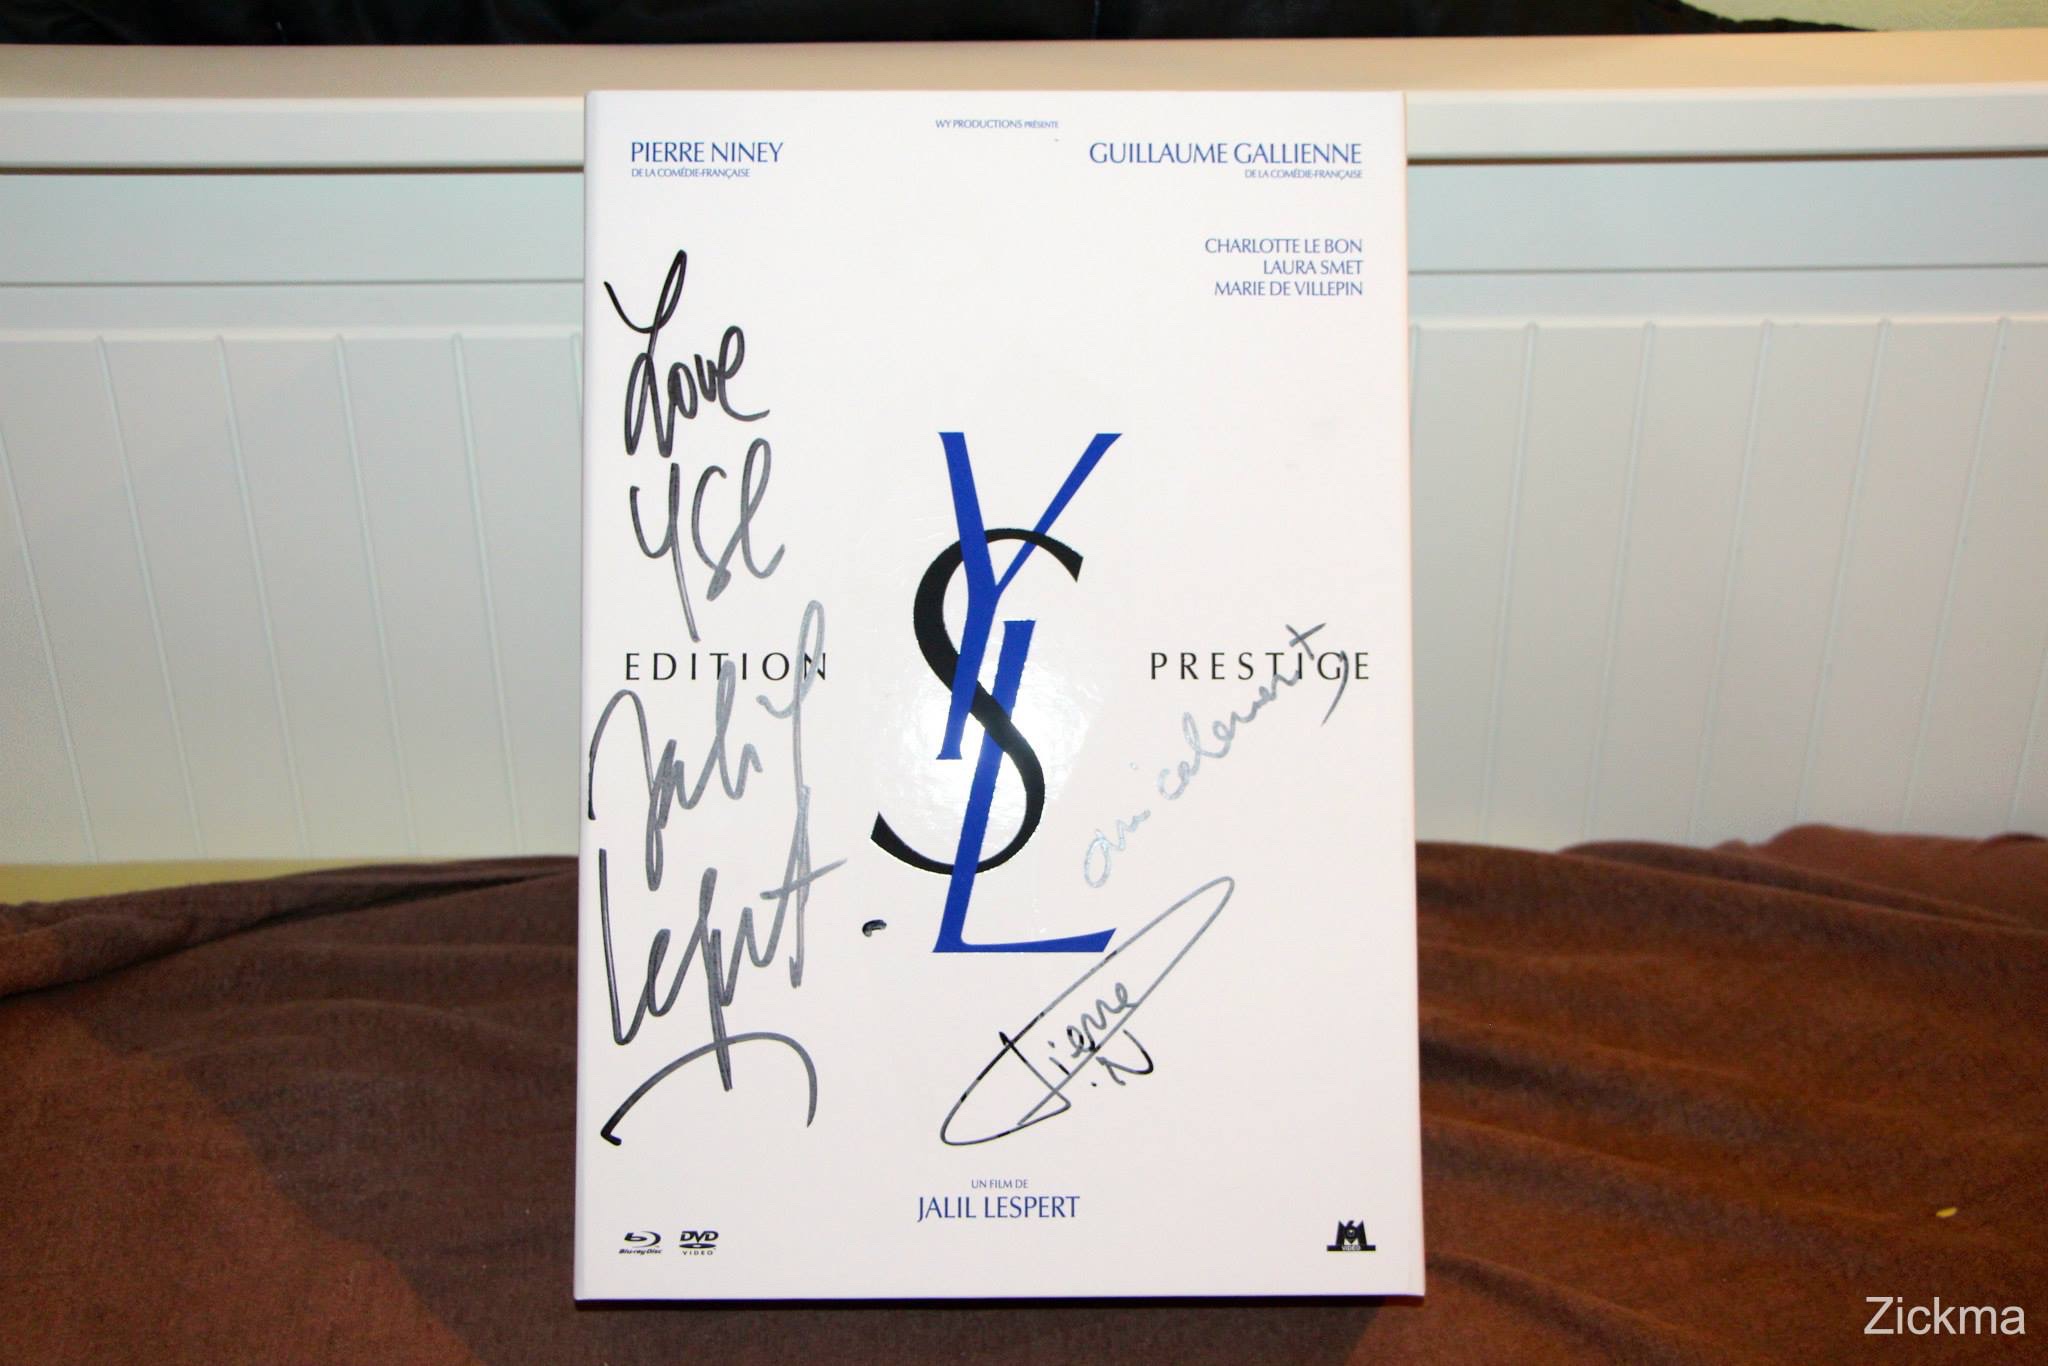 WY PRODUCTIONS PRÉSENTE
PIERRE NINEY
DE LA COMÉDIE-FRANÇAISE
GUILLAUME GALLIENNE
DE LA COMÉDIE-FRANÇAISE
CHARLOTTE LE BON
LAURA SMET
MARIE DE VILLEPIN
Love
YSL
YSL
EDITION PRESTIGE
Jalil
Lespert
amicalement,
Pierre
.N
UN FILM DE
JALIL LESPERT
Blu-ray Disc
DVD
VIDEO
M6
VIDEO
Zickma